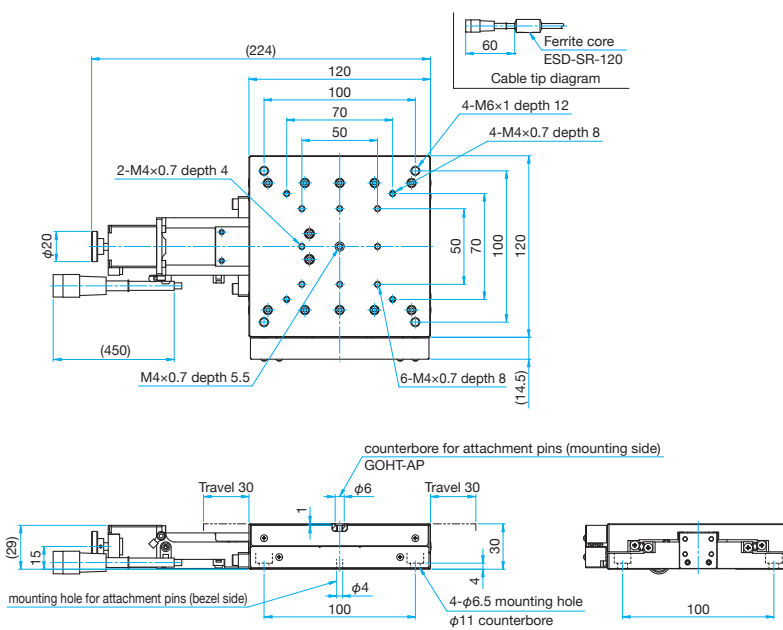 (224)
120
100
70
50
60
Ferrite core
ESD-SR-120
Cable tip diagram
4-M6×1 depth 12
4-M4×0.7 depth 8
2-M4×0.7 depth 4
φ20
50
70
100
120
(450)
M4×0.7 depth 5.5
6-M4×0.7 depth 8
(14.5)
counterbore for attachment pins (mounting side)
GOHT-AP
Travel 30
φ6
Travel 30
1
(29)
15
30
4
mounting hole for attachment pins (bezel side)
φ4
100
4-φ6.5 mounting hole
φ11 counterbore
100